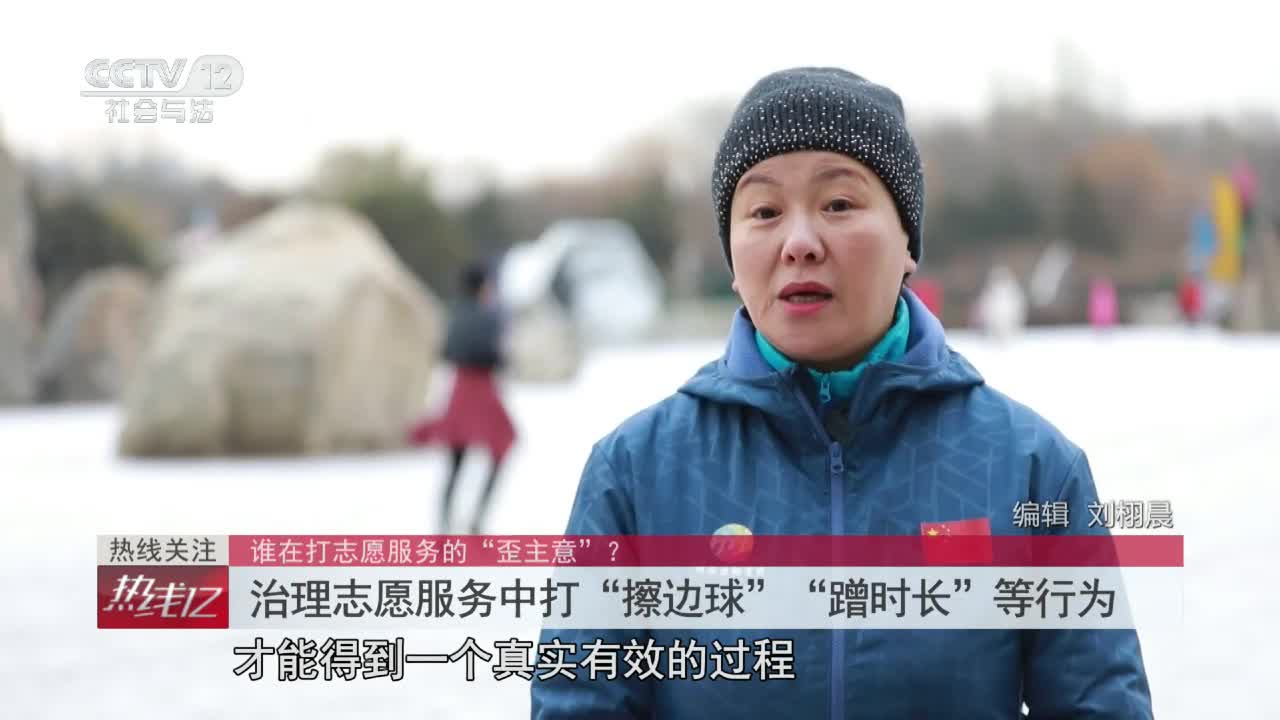 CCTV 12
社会与法
编辑 刘栩晨
热线关注
谁在打志愿服务的“歪主意”？
热线12
治理志愿服务中打“擦边球”“蹭时长”等行为
才能得到一个真实有效的过程